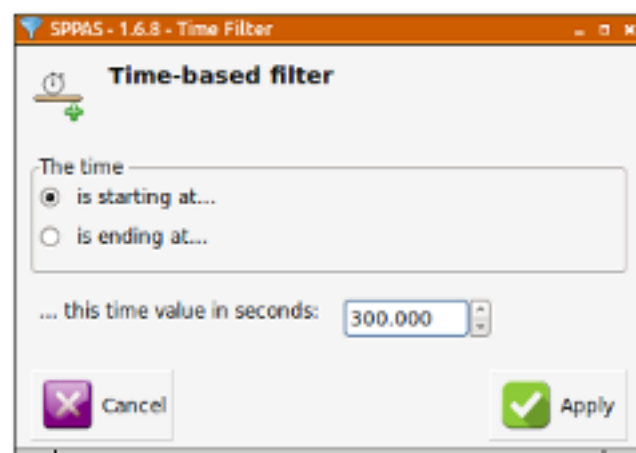 SPPAS - 1.6.8 - Time Filter
Time-based filter
The time
is starting at...
is ending at...
... this time value in seconds: 300.000
Cancel Apply